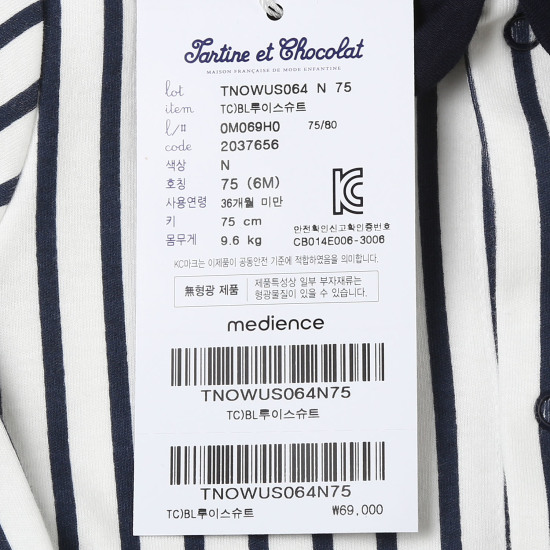 Tartine et Chocolat
MAISON FRANÇAISE DE MODE ENFANTINE
lot TNOWUS064 N 75
item TC)BL루이스슈트
l/# 0M069H0 75/80
code 2037656
색상 N
호칭 75 (6M)
사용연령 36개월 미만
키 75 cm
몸무게 9.6 kg
안전확인신고확인증번호
CB014E006-3006
KC마크는 이제품이 공동안전 기준에 적합하였음을 의미합니다.
無형광 제품
제품특성상 일부 부자재류는
형광물질이 있을 수 있습니다.
medience
TNOWUS064N75
TC)BL루이스슈트
TNOWUS064N75
TC)BL루이스슈트 ₩69,000